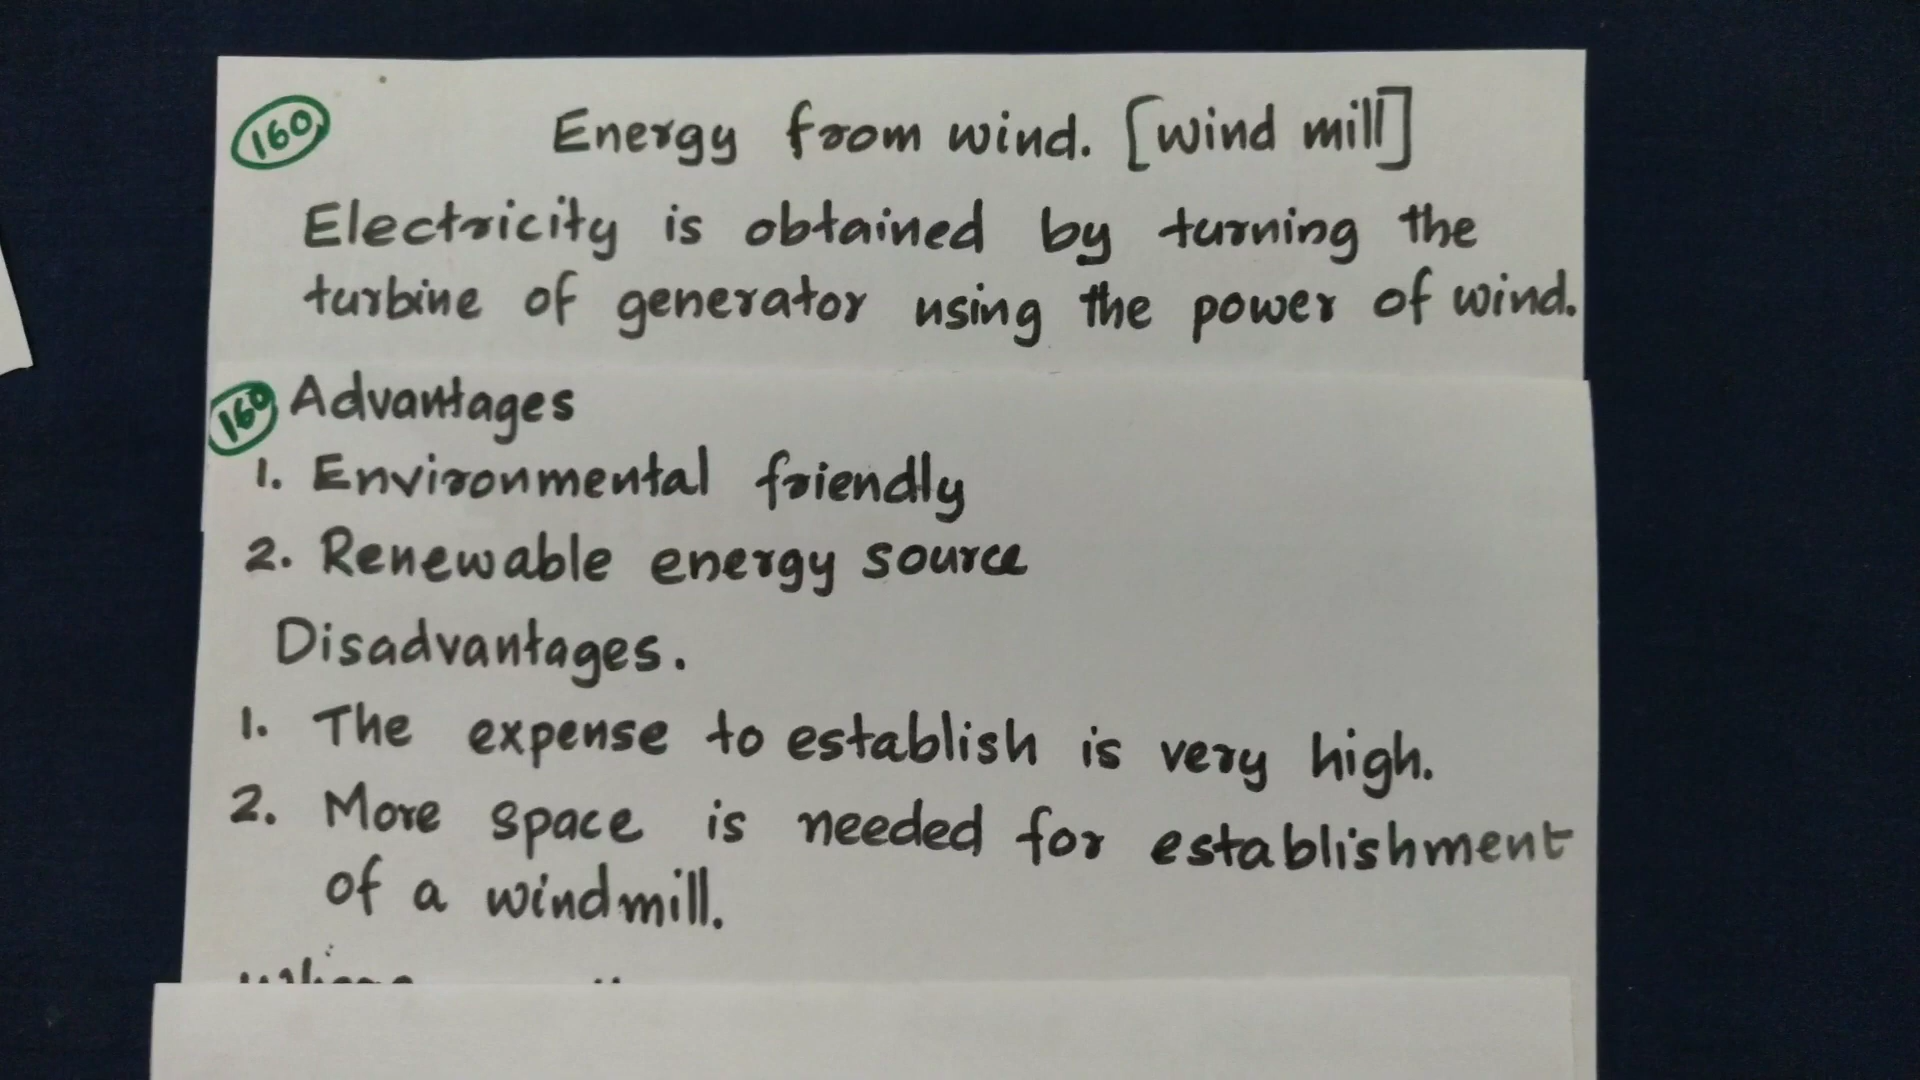 160 Energy from wind. [wind mill]
Electricity is obtained by turning the
turbine of generator using the power of wind.
160 Advantages
1. Environmental friendly
2. Renewable energy source
Disadvantages.
1. The expense to establish is very high.
2. More space is needed for establishment
of a windmill.